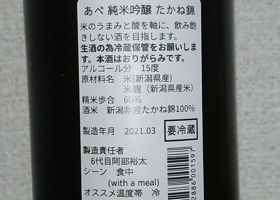 あべ 純米吟醸 たかね錦
米のうまみと酸を軸に、飲み飽きしない酒を目指します。
生酒の為冷蔵保管をお願いします。本酒はおりがらみです。
アルコール分 15度
原材料名 米(新潟県産)
米麹(新潟県産米)
精米歩合 60%
酒米 新潟県産たかね錦100%
製造年月 2021.03 要冷蔵
製造責任者
6代目阿部裕太
シーン 食中
(with a meal)
オススメ温度帯 冷
2886001597